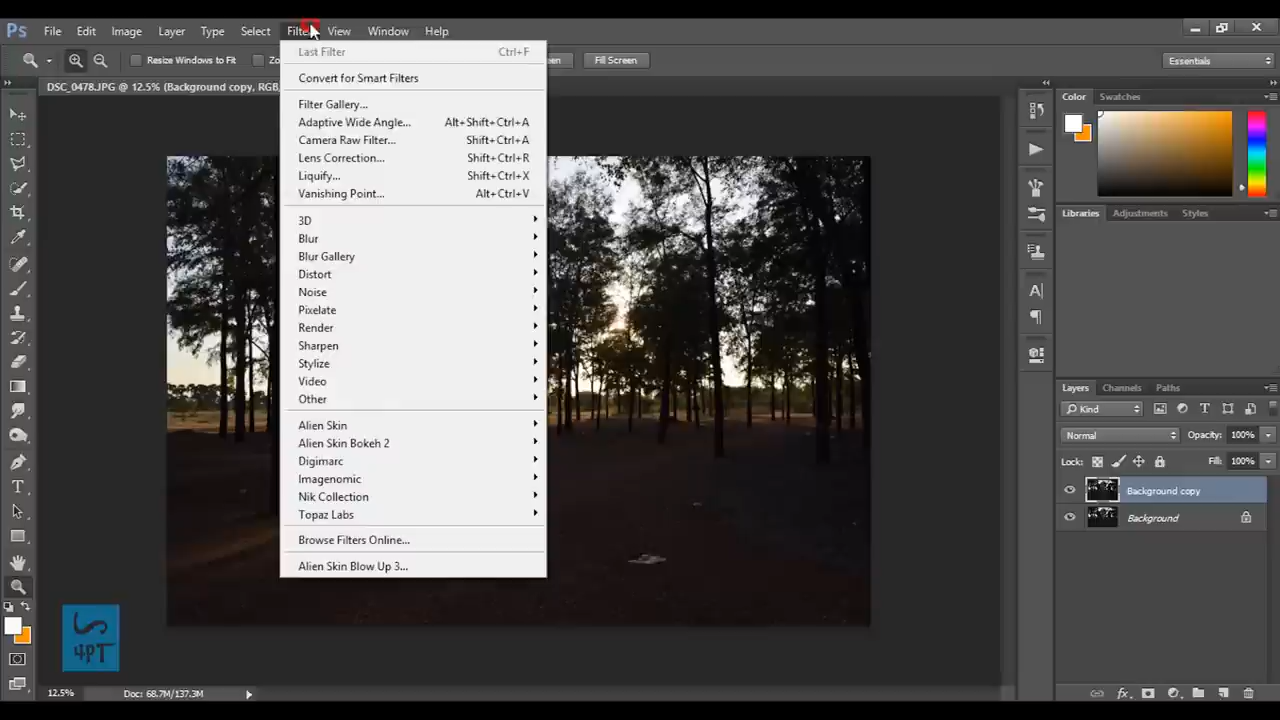 Ps File Edit Image Layer Type Select Filter View Window Help
Resize Windows to Fit
Fill Screen
Essentials
DSC_0478.JPG @ 12.5% (Background copy, RGB
Last Filter Ctrl+F
Convert for Smart Filters
Filter Gallery...
Adaptive Wide Angle... Alt+Shift+Ctrl+A
Camera Raw Filter... Shift+Ctrl+A
Lens Correction... Shift+Ctrl+R
Liquify... Shift+Ctrl+X
Vanishing Point... Alt+Ctrl+V
3D
Blur
Blur Gallery
Distort
Noise
Pixelate
Render
Sharpen
Stylize
Video
Other
Alien Skin
Alien Skin Bokeh 2
Digimarc
Imagenomic
Nik Collection
Topaz Labs
Browse Filters Online...
Alien Skin Blow Up 3...
Color Swatches
Libraries Adjustments Styles
Layers Channels Paths
Kind
Normal Opacity: 100%
Lock: Fill: 100%
Background copy
Background
4PT
12.5% Doc: 68.7M/137.3M